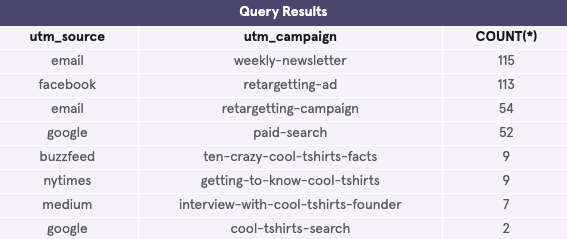 Query Results
utm_source utm_campaign COUNT(*)
email weekly-newsletter 115
facebook retargetting-ad 113
email retargetting-campaign 54
google paid-search 52
buzzfeed ten-crazy-cool-tshirts-facts 9
nytimes getting-to-know-cool-tshirts 9
medium interview-with-cool-tshirts-founder 7
google cool-tshirts-search 2